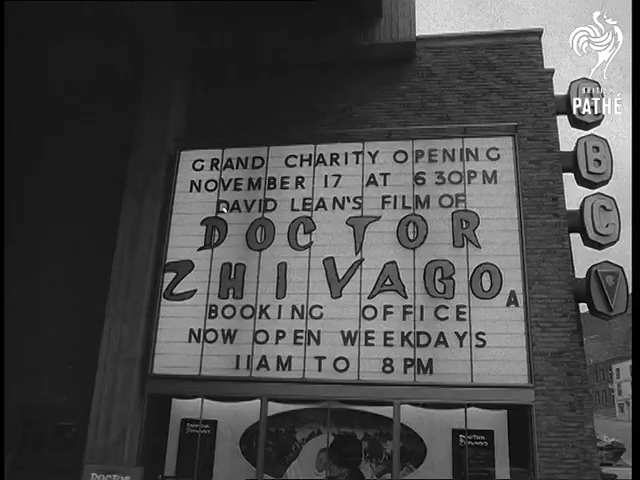 BRITISH
PATHÉ
GRAND CHARITY OPENING
NOVEMBER 17 AT 6 30PM
DAVID LEAN'S FILM OF
DOCTOR
ZHIVAGO A
BOOKING OFFICE
NOW OPEN WEEKDAYS
11AM TO 8PM
B
C
V
DOCTOR